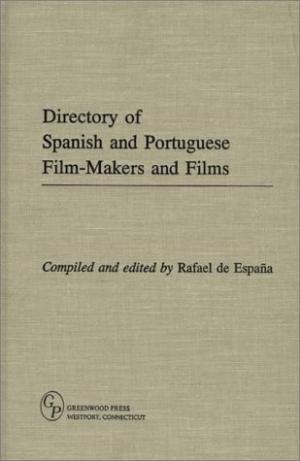 Directory of
Spanish and Portuguese
Film-Makers and Films
Compiled and edited by Rafael de España
GP
GREENWOOD PRESS
WESTPORT, CONNECTICUT